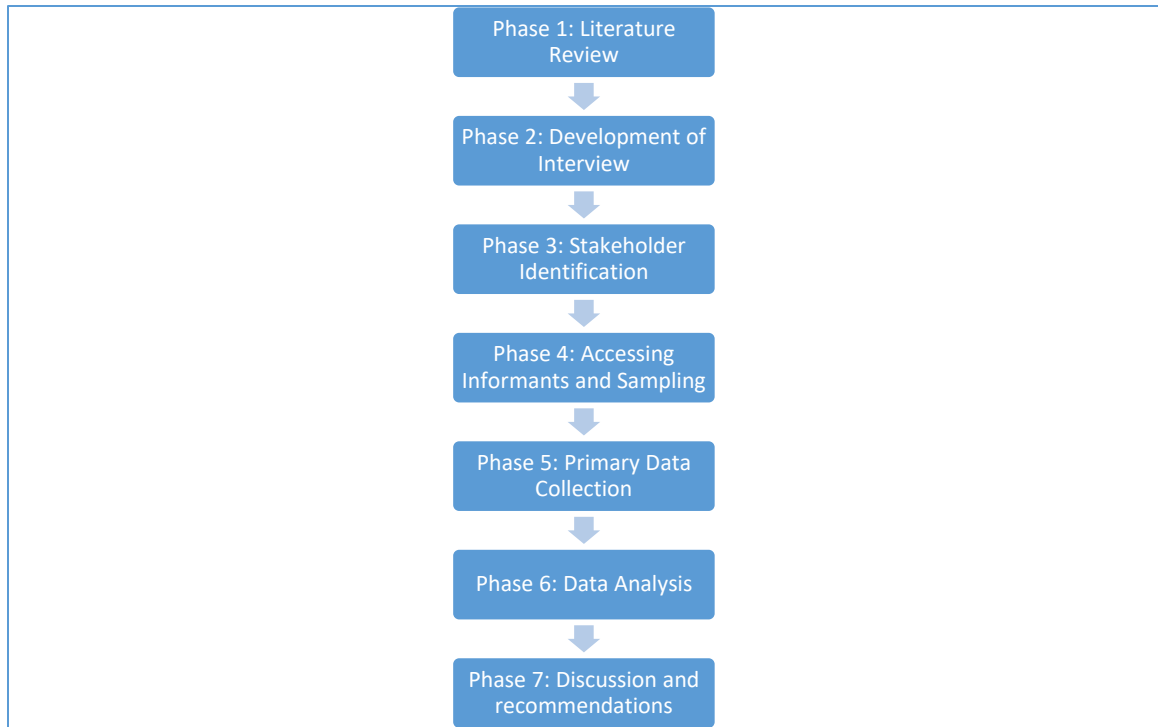 Phase 1: Literature
Review
Phase 2: Development of
Interview
Phase 3: Stakeholder
Identification
Phase 4: Accessing
Informants and Sampling
Phase 5: Primary Data
Collection
Phase 6: Data Analysis
Phase 7: Discussion and
recommendations